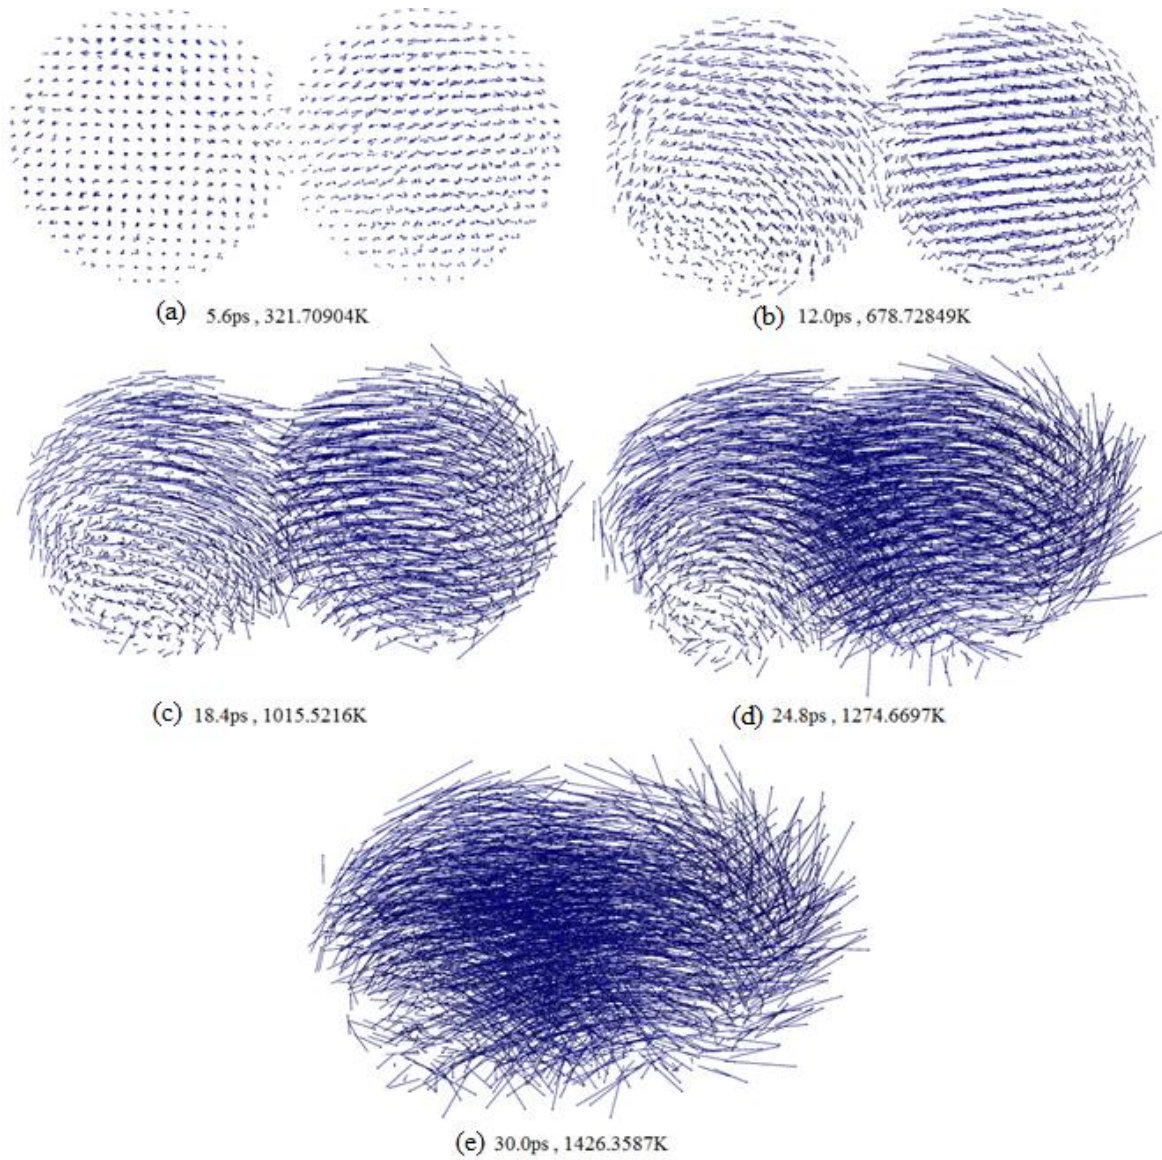 (a) 5.6ps , 321.70904K
(b) 12.0ps , 678.72849K
(c) 18.4ps , 1015.5216K
(d) 24.8ps , 1274.6697K
(e) 30.0ps , 1426.3587K